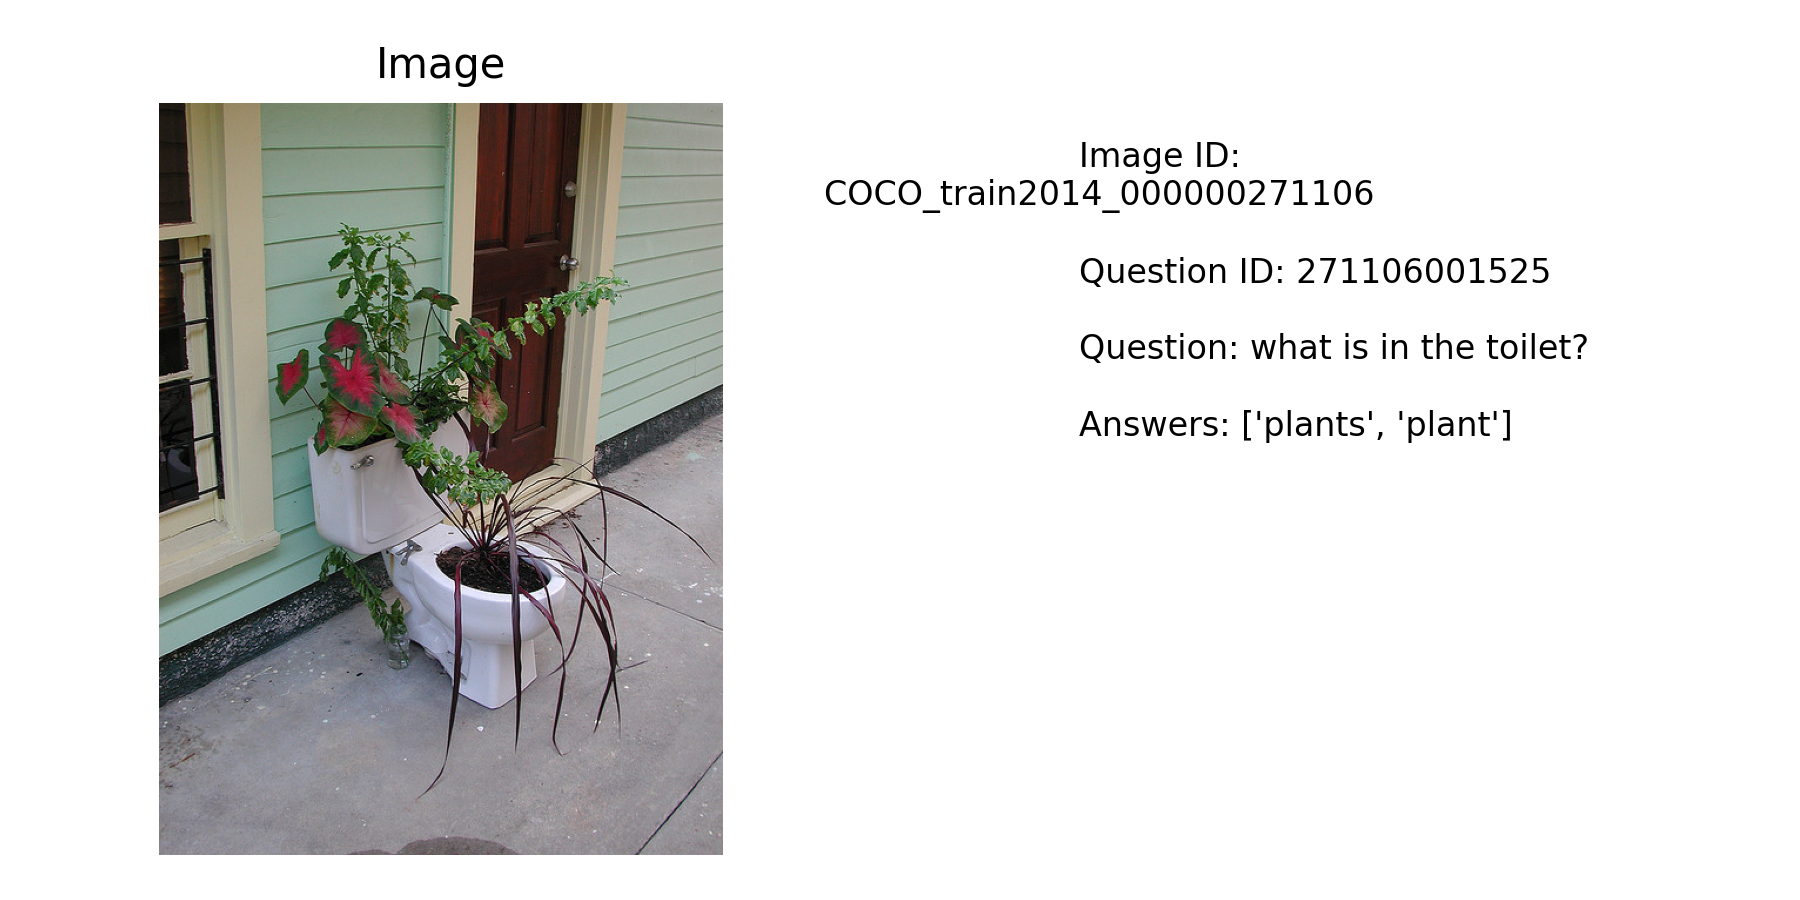 Image
Image ID:
COCO_train2014_000000271106
Question ID: 271106001525
Question: what is in the toilet?
Answers: ['plants', 'plant']